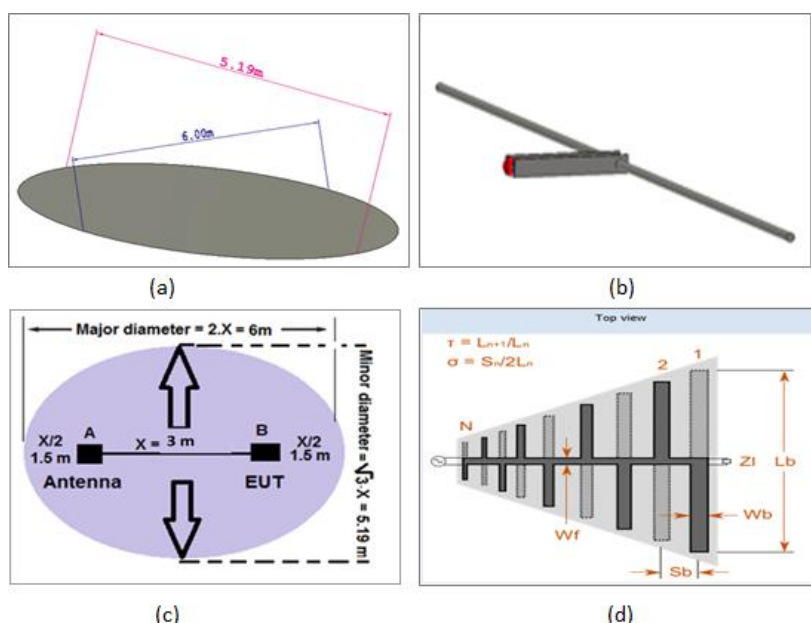 5.19m
6.00m
(a)
(b)
Major diameter = 2.X = 6m
Minor diameter = √3·X = 5.19 m
A
B
X/2
1.5 m
X = 3 m
X/2
1.5 m
Antenna
EUT
(c)
Top view
τ = Lₙ₊₁/Lₙ
σ = Sₙ/2Lₙ
N
2
1
Zl
Lb
Wb
Wf
Sb
(d)